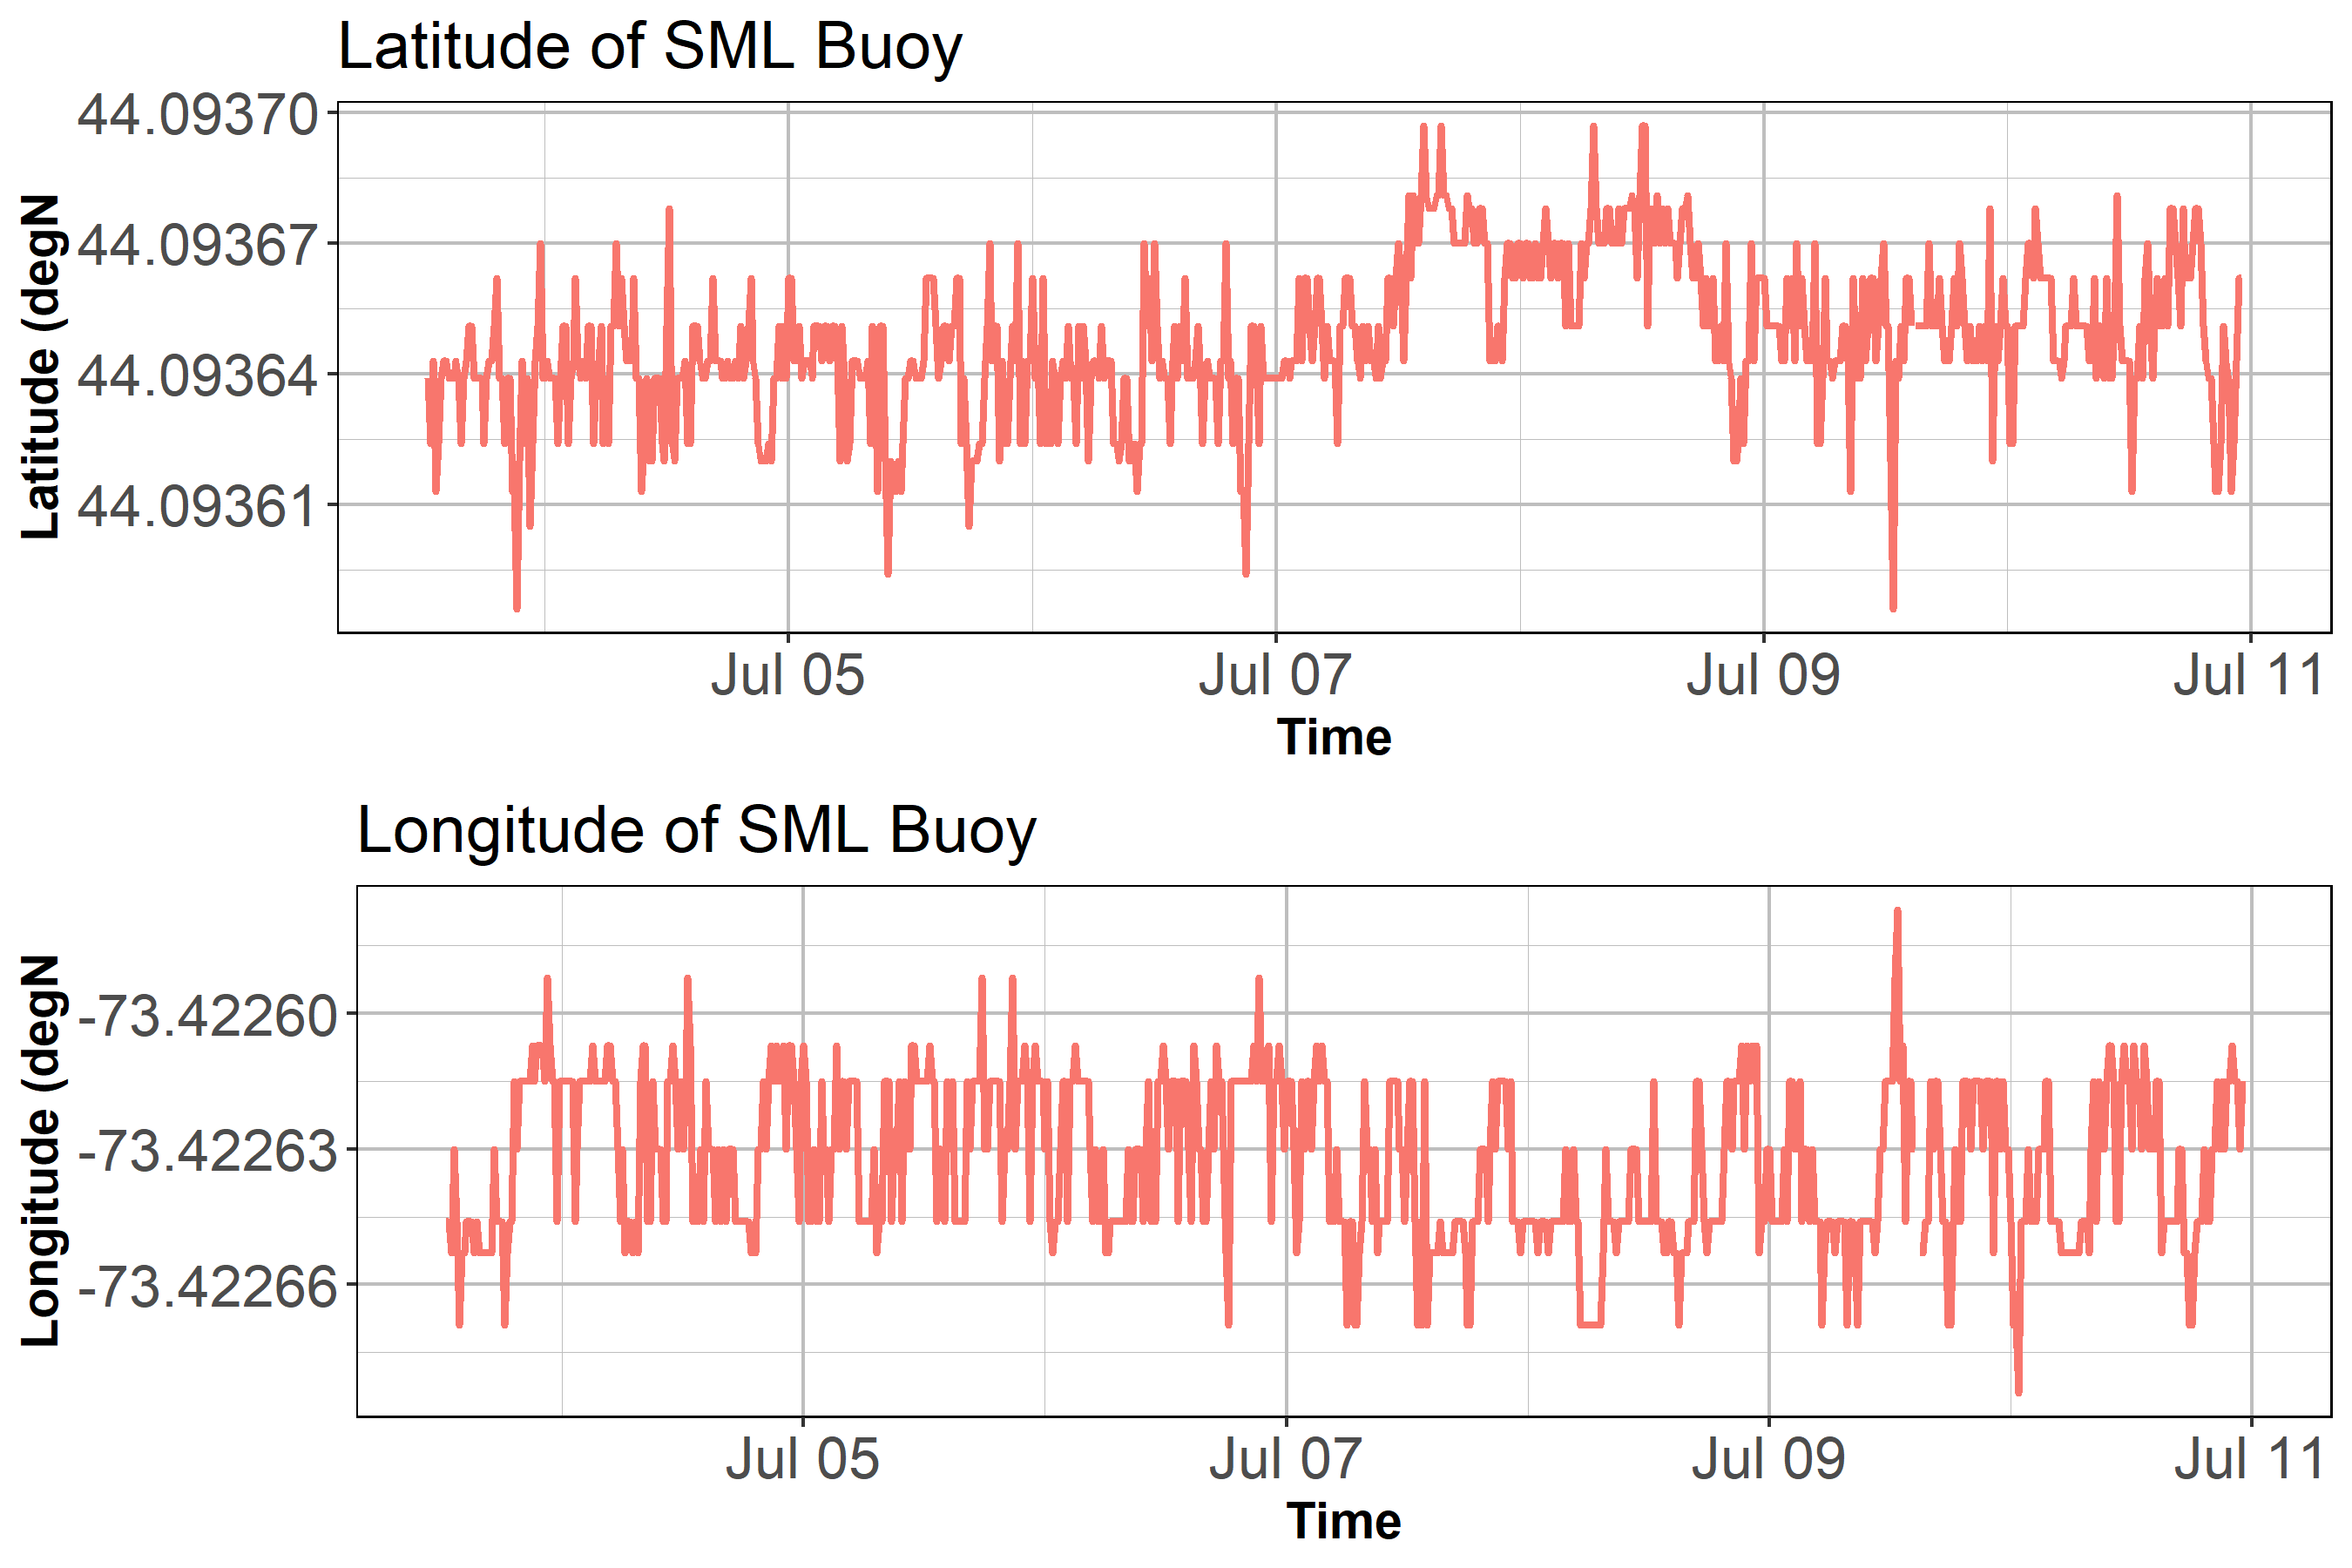 Latitude of SML Buoy
Latitude (degN
44.09370
44.09367
44.09364
44.09361
Jul 05 Jul 07 Jul 09 Jul 11
Time
Longitude of SML Buoy
Longitude (degN
-73.42260
-73.42263
-73.42266
Jul 05 Jul 07 Jul 09 Jul 11
Time